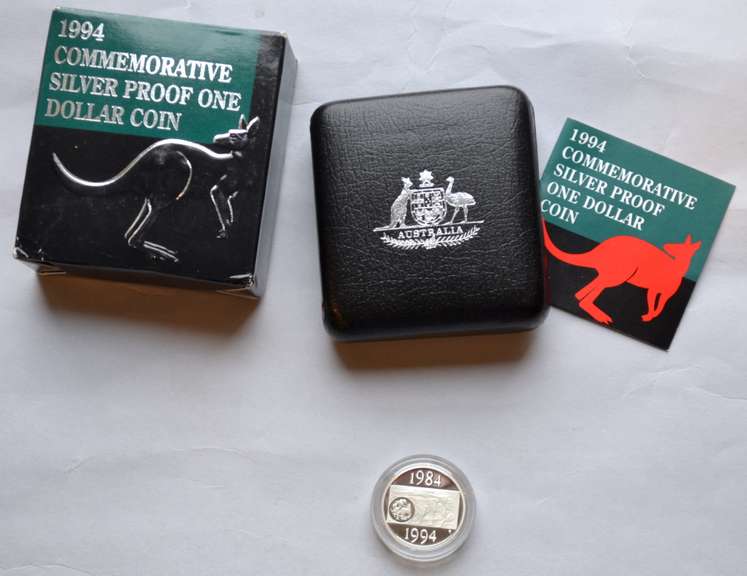 1994
COMMEMORATIVE
SILVER PROOF ONE
DOLLAR COIN
AUSTRALIA
1994
COMMEMORATIVE
SILVER PROOF
ONE DOLLAR
COIN
1984
1994